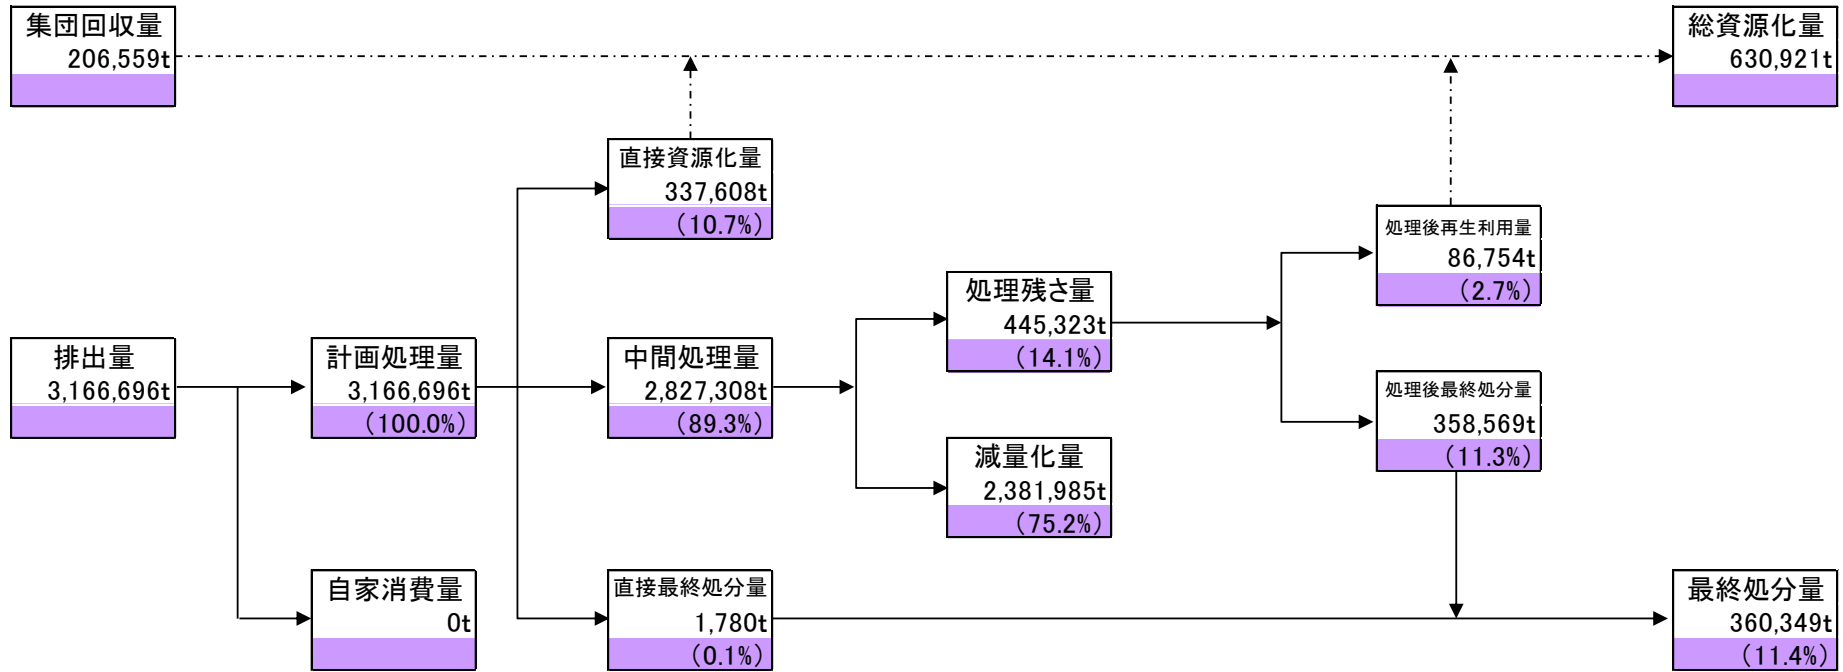 集団回収量
206,559t
総資源化量
630,921t
直接資源化量
337,608t
(10.7%)
処理後再生利用量
86,754t
(2.7%)
処理残さ量
445,323t
(14.1%)
排出量
3,166,696t
計画処理量
3,166,696t
(100.0%)
中間処理量
2,827,308t
(89.3%)
処理後最終処分量
358,569t
(11.3%)
減量化量
2,381,985t
(75.2%)
自家消費量
0t
直接最終処分量
1,780t
(0.1%)
最終処分量
360,349t
(11.4%)